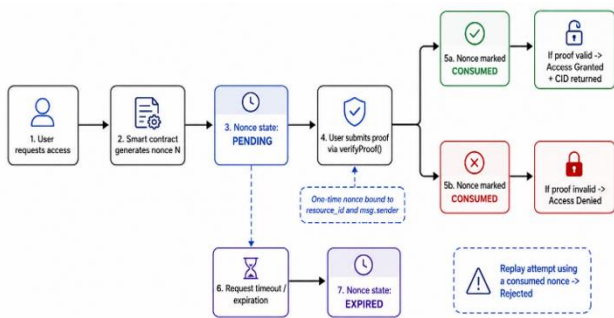 1. User
requests access
2. Smart contract
generates nonce N
3. Nonce state:
PENDING
4. User submits proof
via verifyProof()
5a. Nonce marked
CONSUMED
If proof valid ->
Access Granted
+ CID returned
One-time nonce bound to
resource_id and msg.sender
5b. Nonce marked
CONSUMED
If proof invalid ->
Access Denied
6. Request timeout /
expiration
7. Nonce state:
EXPIRED
Replay attempt using
a consumed nonce ->
Rejected